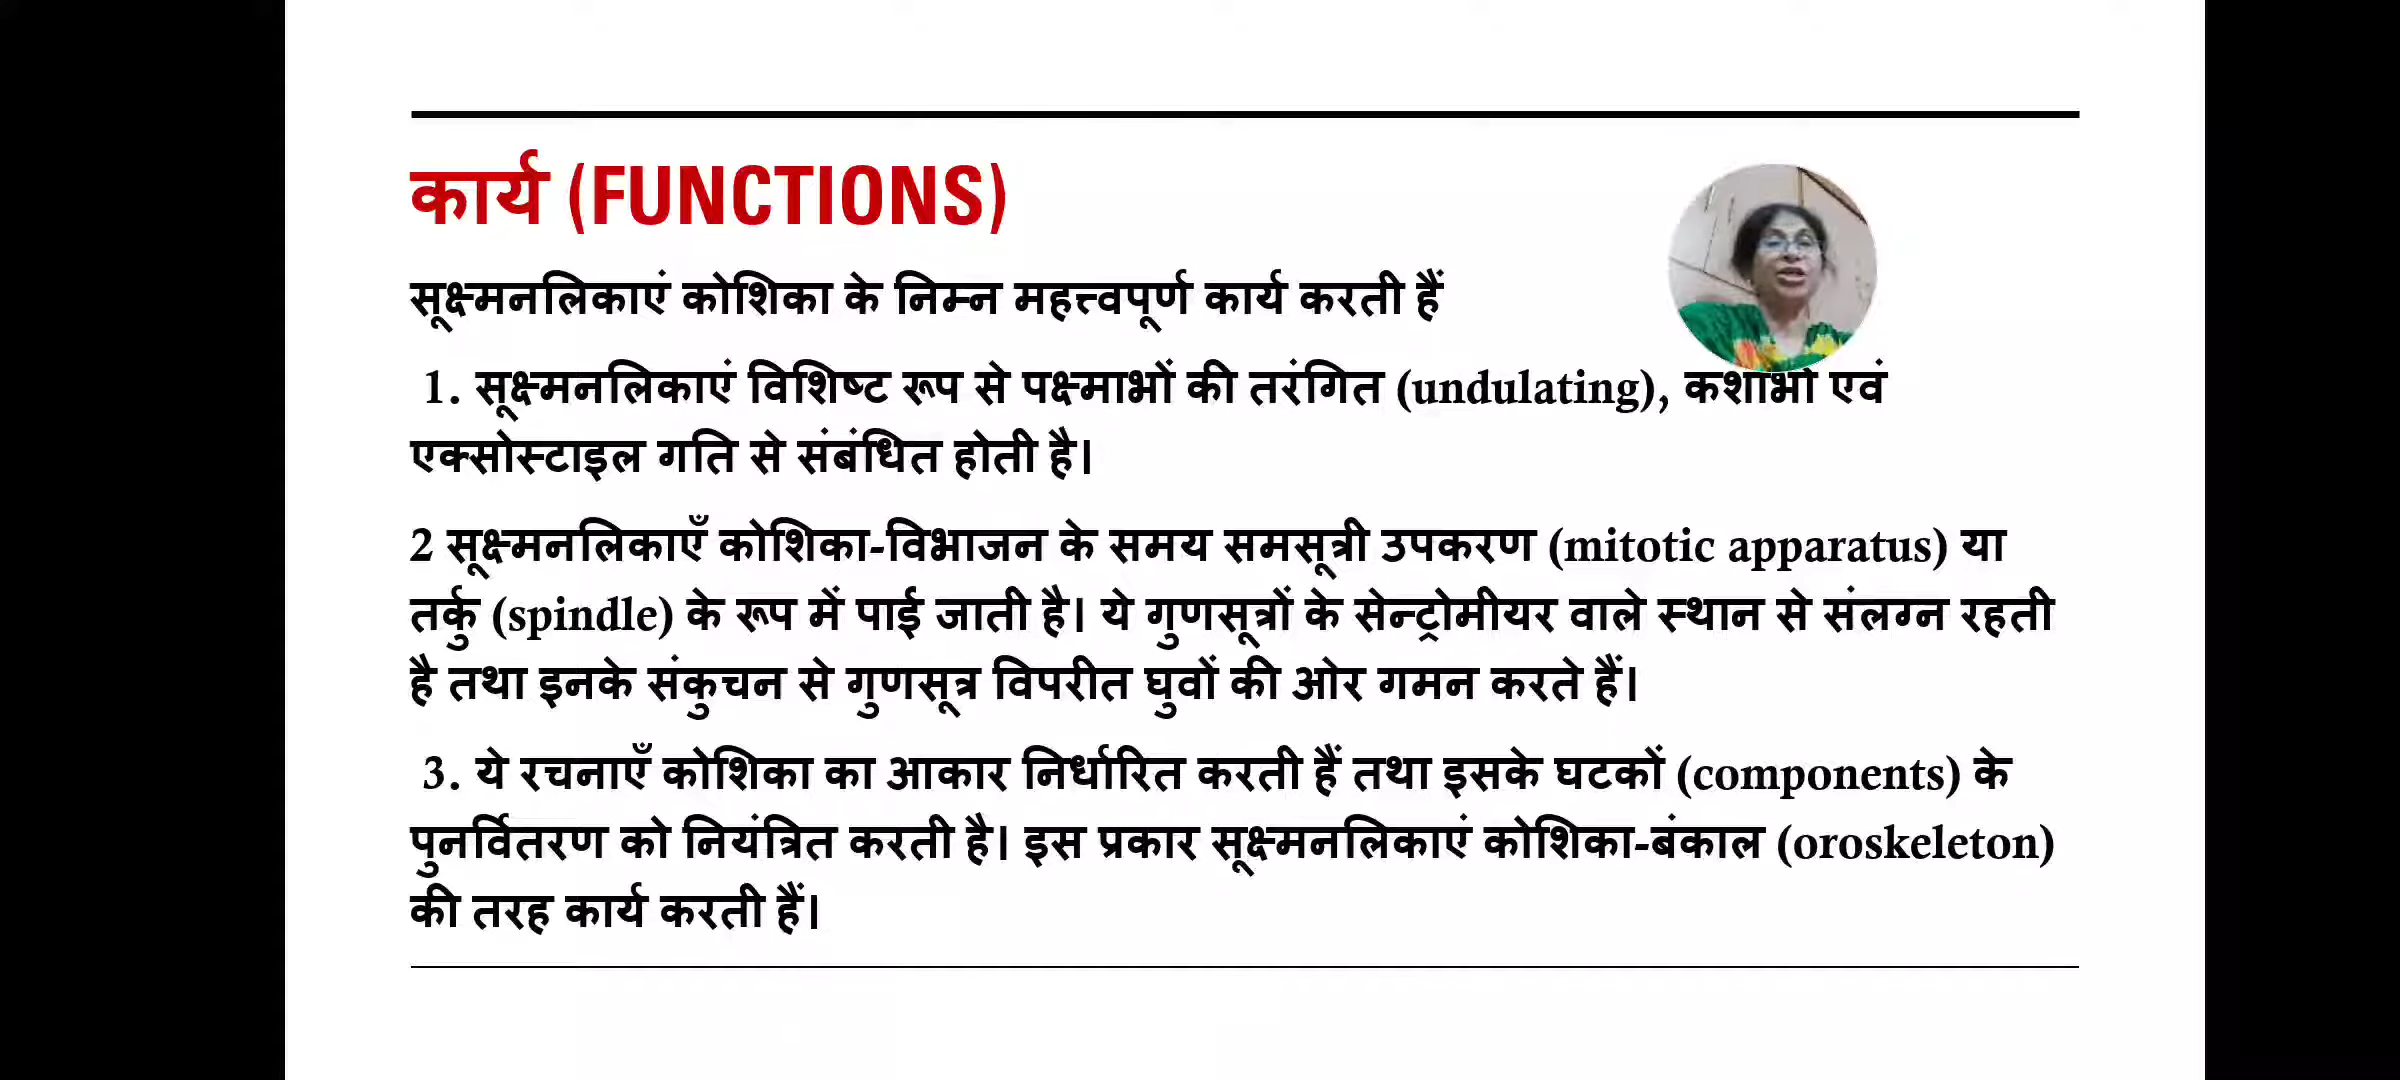 कार्य (FUNCTIONS)
सूक्ष्मनलिकाएं कोशिका के निम्न महत्त्वपूर्ण कार्य करती हैं
1. सूक्ष्मनलिकाएं विशिष्ट रूप से पक्ष्माभों की तरंगित (undulating), कशाभों एवं
एक्सोस्टाइल गति से संबंधित होती है।
2 सूक्ष्मनलिकाएँ कोशिका-विभाजन के समय समसूत्री उपकरण (mitotic apparatus) या
तर्कु (spindle) के रूप में पाई जाती है। ये गुणसूत्रों के सेन्ट्रोमीयर वाले स्थान से संलग्न रहती
है तथा इनके संकुचन से गुणसूत्र विपरीत घुवों की ओर गमन करते हैं।
3. ये रचनाएँ कोशिका का आकार निर्धारित करती हैं तथा इसके घटकों (components) के
पुनर्वितरण को नियंत्रित करती है। इस प्रकार सूक्ष्मनलिकाएं कोशिका-बंकाल (oroskeleton)
की तरह कार्य करती हैं।